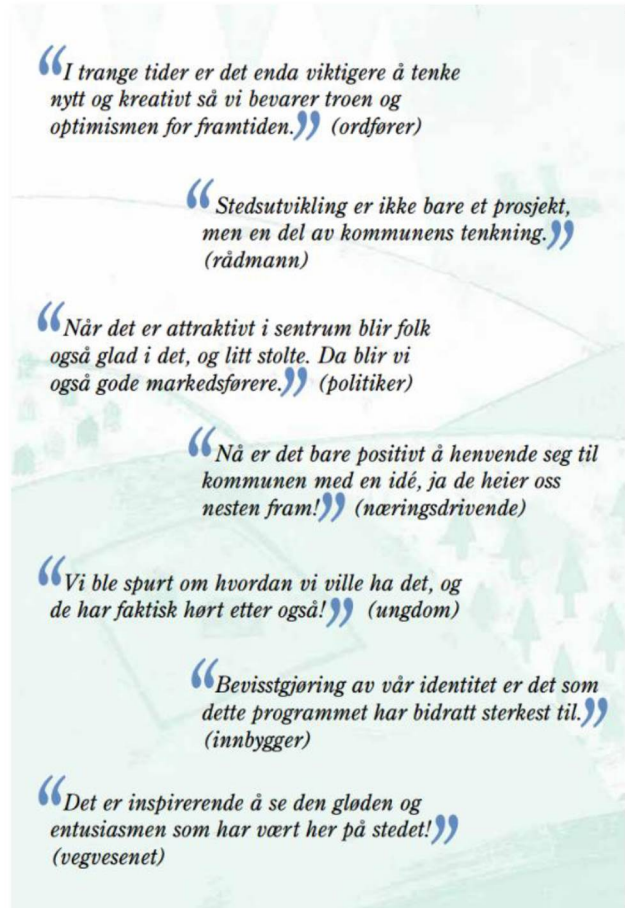 “I trange tider er det enda viktigere å tenke
nytt og kreativt så vi bevarer troen og
optimismen for framtiden.” (ordfører)
“Stedsutvikling er ikke bare et prosjekt,
men en del av kommunens tenkning.”
(rådmann)
“Når det er attraktivt i sentrum blir folk
også glad i det, og litt stolte. Da blir vi
også gode markedsførere.” (politiker)
“Nå er det bare positivt å henvende seg til
kommunen med en idé, ja de heier oss
nesten fram!” (næringsdrivende)
“Vi ble spurt om hvordan vi ville ha det, og
de har faktisk hørt etter også!” (ungdom)
“Bevisstgjøring av vår identitet er det som
dette programmet har bidratt sterkest til.”
(innbygger)
“Det er inspirerende å se den gløden og
entusiasmen som har vært her på stedet!”
(vegvesenet)